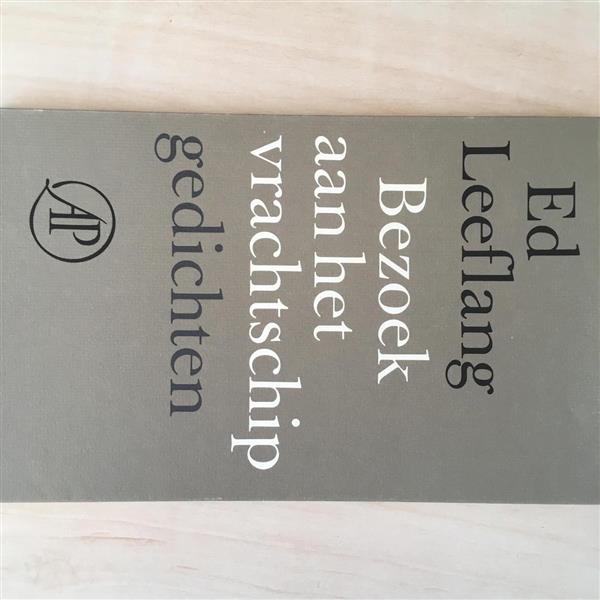 Ed
Leeflang
Bezoek
aan het
vrachtschip
gedichten
AP